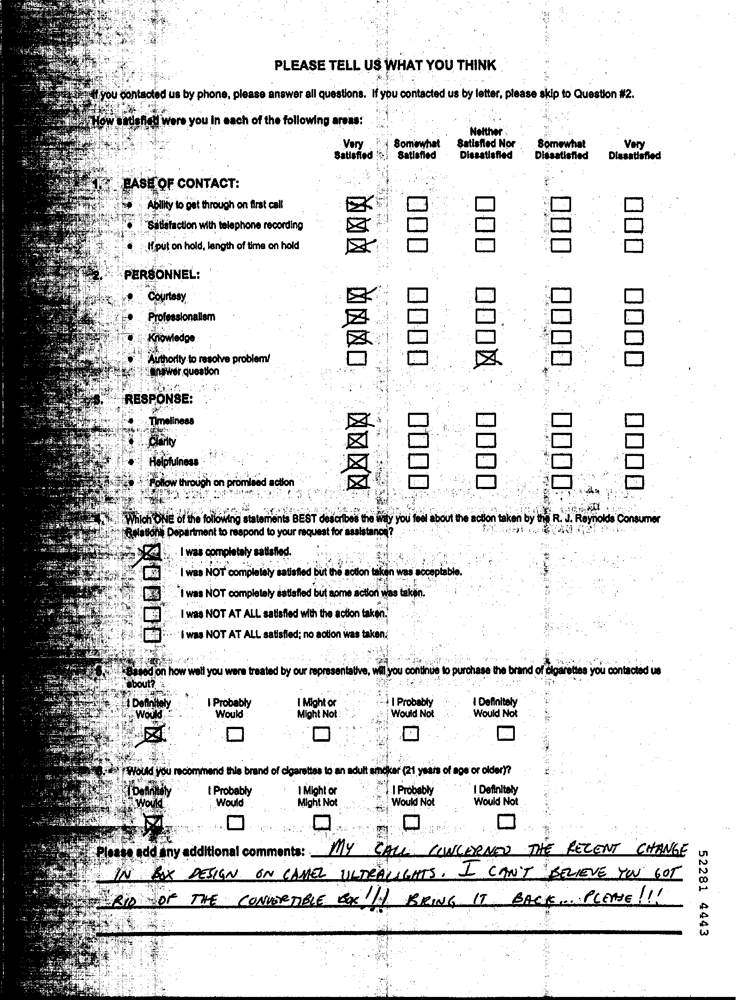 PLEASE TELL US WHAT YOU THINK
If you contacted us by phone, please answer all questions. If you contacted us by letter, please skip to Question #2.
How satisfied were you in each of the following areas:
Very Satisfied Somewhat Satisfied Neither Satisfied Nor Dissatisfied Somewhat Dissatisfied Very Dissatisfied
1. EASE OF CONTACT:
• Ability to get through on first call
• Satisfaction with telephone recording
• If put on hold, length of time on hold
2. PERSONNEL:
• Courtesy
• Professionalism
• Knowledge
• Authority to resolve problem/
answer question
3. RESPONSE:
• Timeliness
• Clarity
• Helpfulness
• Follow through on promised action
4. Which ONE of the following statements BEST describes the way you feel about the action taken by the R. J. Reynolds Consumer
Relations Department to respond to your request for assistance?
I was completely satisfied.
I was NOT completely satisfied but the action taken was acceptable.
I was NOT completely satisfied but some action was taken.
I was NOT AT ALL satisfied with the action taken.
I was NOT AT ALL satisfied; no action was taken.
5. Based on how well you were treated by our representative, will you continue to purchase the brand of cigarettes you contacted us
about?
I Definitely Would I Probably Would I Might or Might Not I Probably Would Not I Definitely Would Not
6. Would you recommend this brand of cigarettes to an adult smoker (21 years of age or older)?
I Definitely Would I Probably Would I Might or Might Not I Probably Would Not I Definitely Would Not
Please add any additional comments: MY CALL CONCERNED THE RECENT CHANGE
IN BOX DESIGN ON CAMEL ULTRALIGHTS. I CAN'T BELIEVE YOU GOT
RID OF THE CONVERTIBLE BOX!!! BRING IT BACK... PLEASE!!!
52281 4443